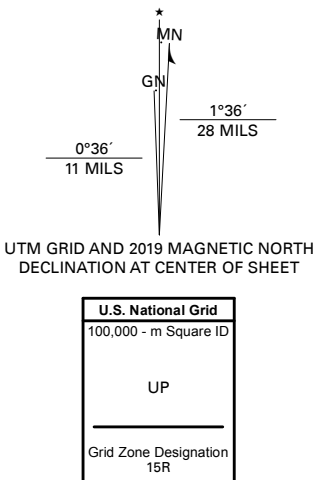 MN
GN
1°36´
28 MILS
0°36´
11 MILS
UTM GRID AND 2019 MAGNETIC NORTH
DECLINATION AT CENTER OF SHEET
U.S. National Grid
100,000 - m Square ID
UP
Grid Zone Designation
15R